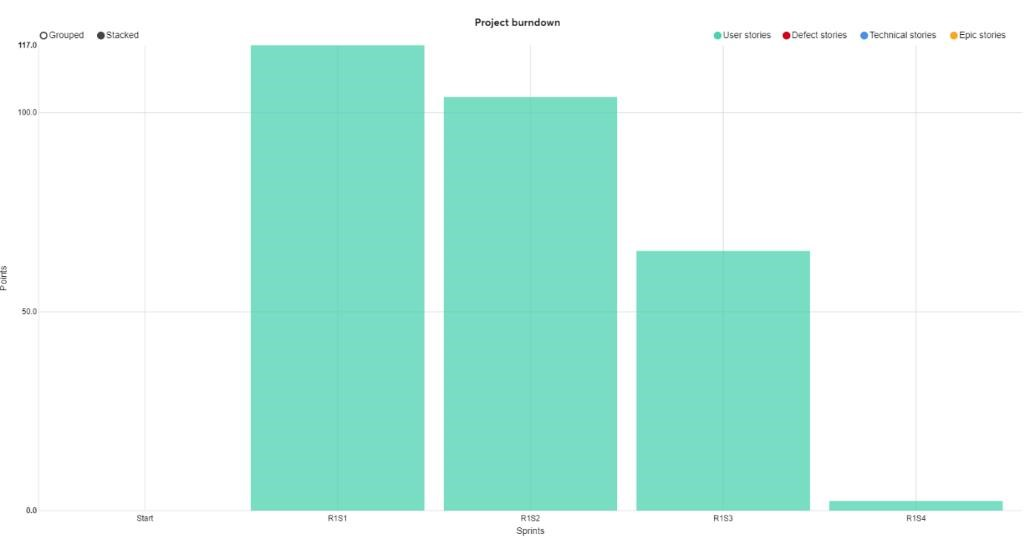 Project burndown
Grouped Stacked
User stories Defect stories Technical stories Epic stories
117.0
100.0
Points
50.0
0.0
Start R1S1 R1S2 R1S3 R1S4
Sprints